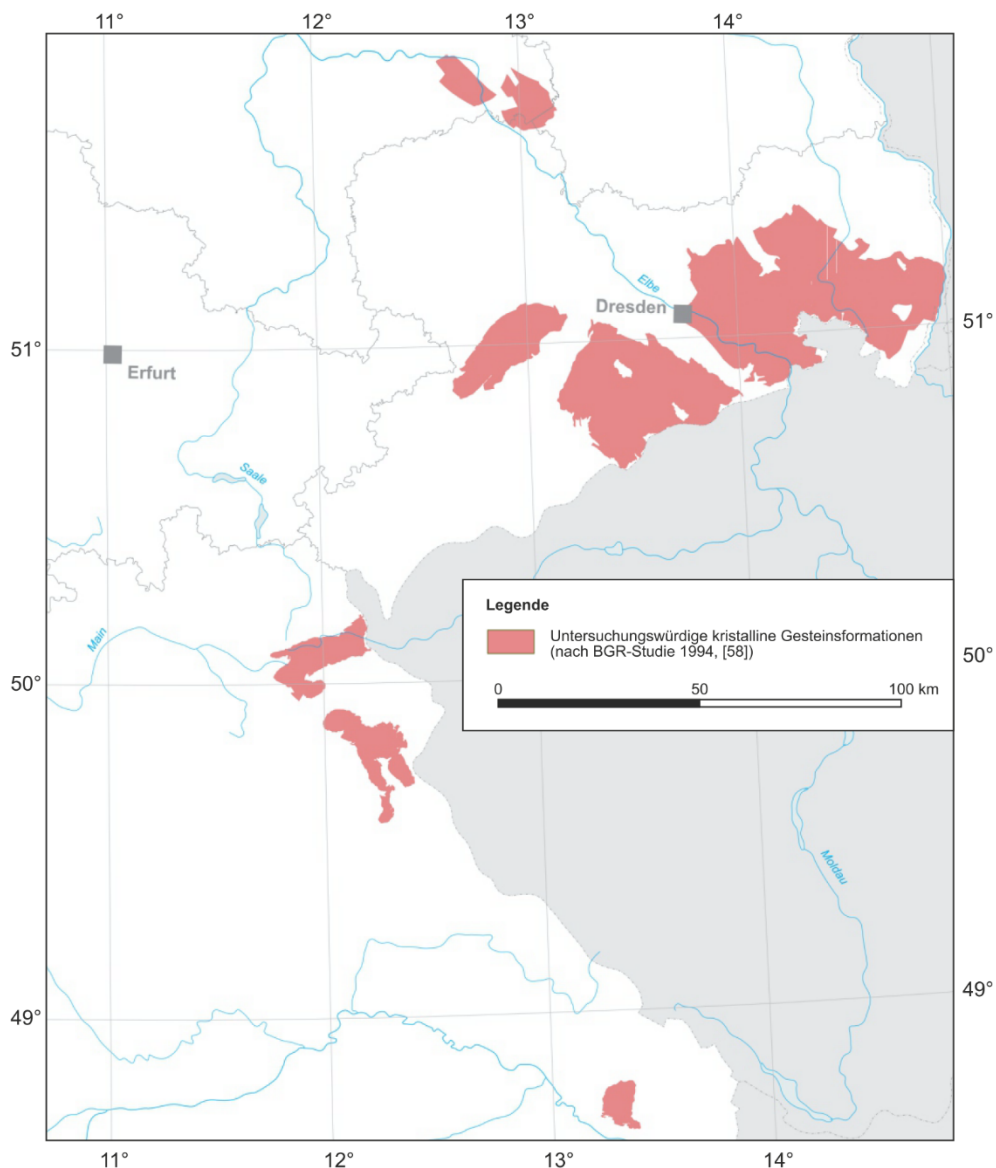 11°
12°
13°
14°
Elbe
Dresden
51°
51°
Erfurt
Saale
Legende
Untersuchungswürdige kristalline Gesteinsformationen
(nach BGR-Studie 1994, [58])
0
50
100 km
Main
50°
50°
Moldau
49°
49°
11°
12°
13°
14°